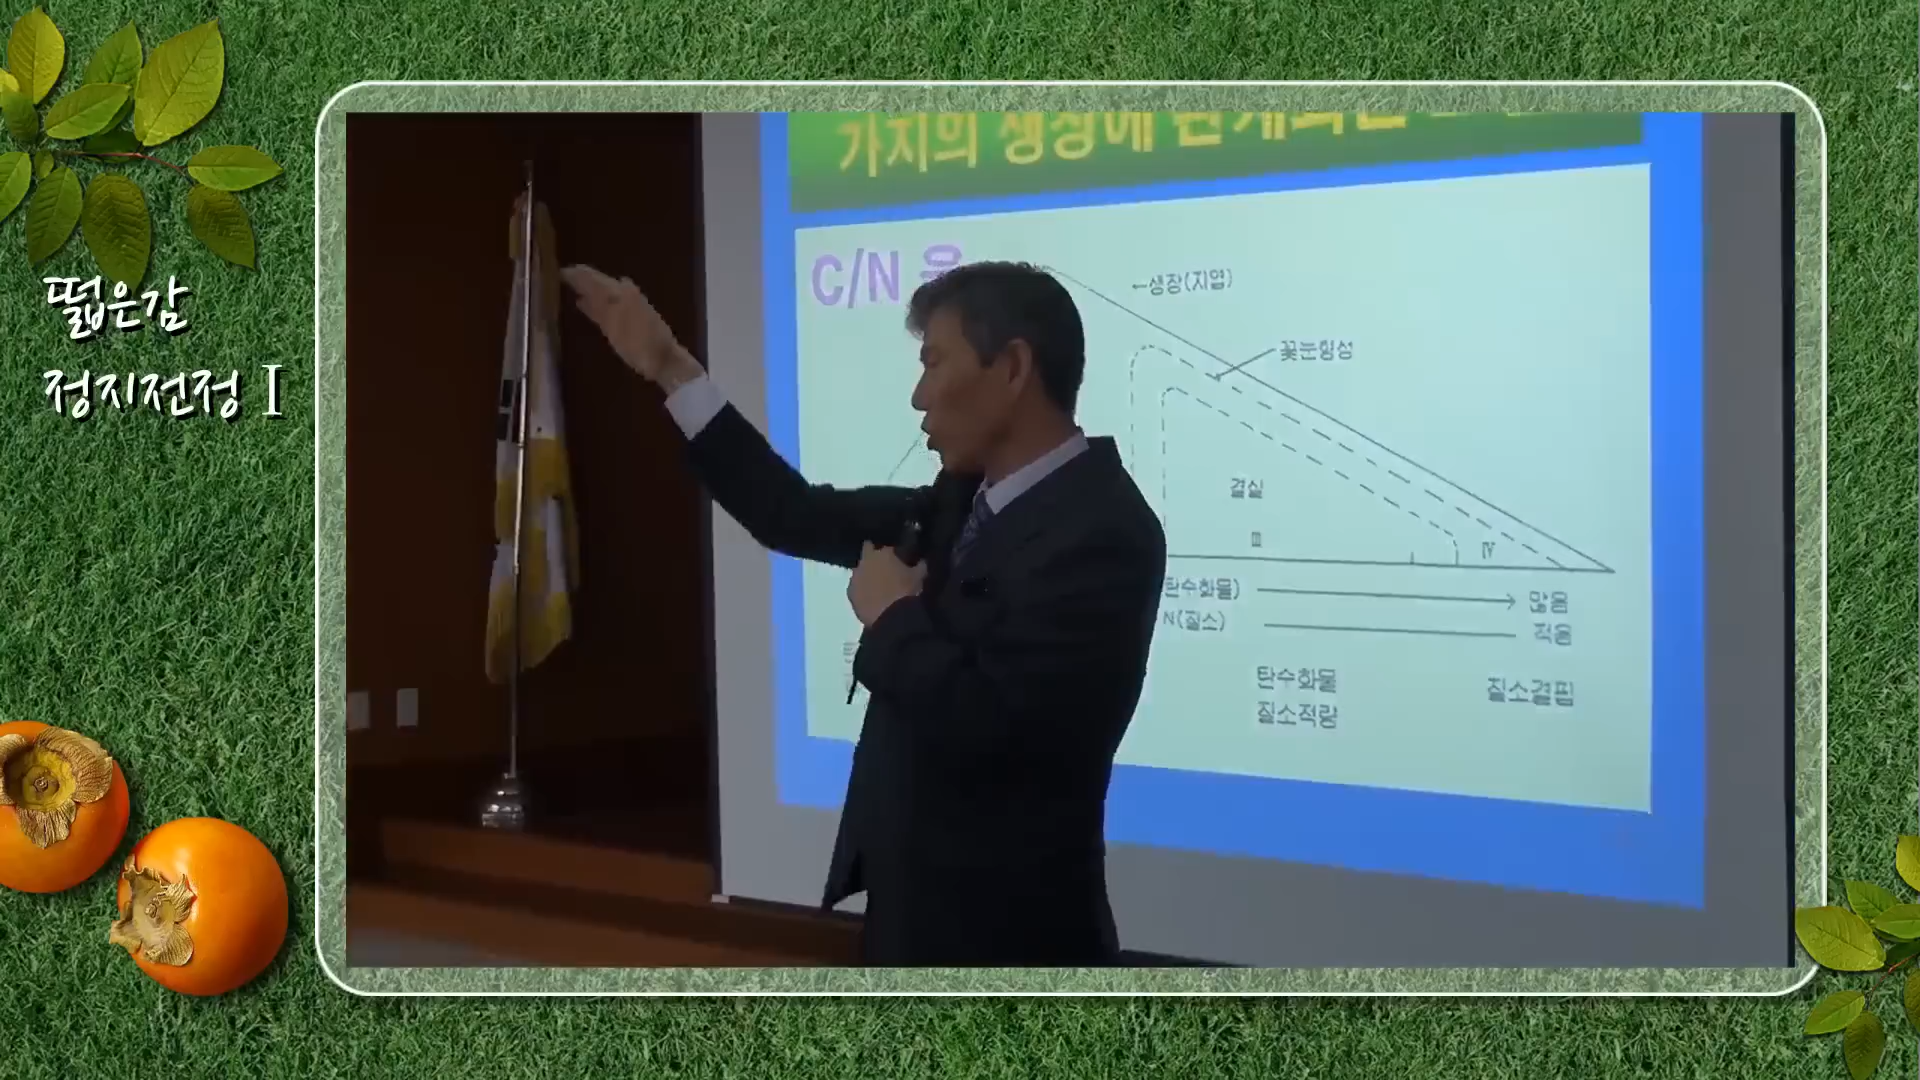 떫은감
정지전정 I
가지의 생장에
C/N 율
←생장(지엽)
꽃눈형성
결실
Ⅲ
Ⅳ
탄수화물)
많음
N(질소)
적음
탄수화물
질소적량
질소결핍